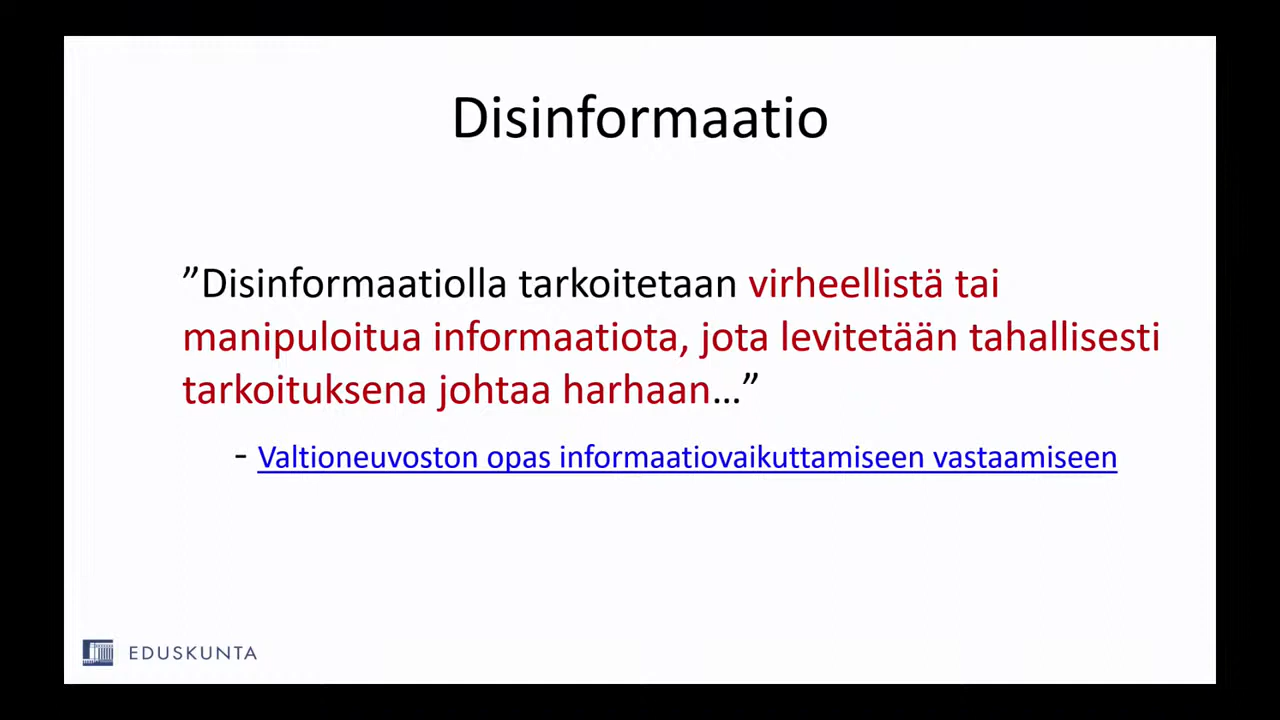 Disinformaatio
”Disinformaatiolla tarkoitetaan virheellistä tai
manipuloitua informaatiota, jota levitetään tahallisesti
tarkoituksena johtaa harhaan…”
- Valtioneuvoston opas informaatiovaikuttamiseen vastaamiseen
EDUSKUNTA